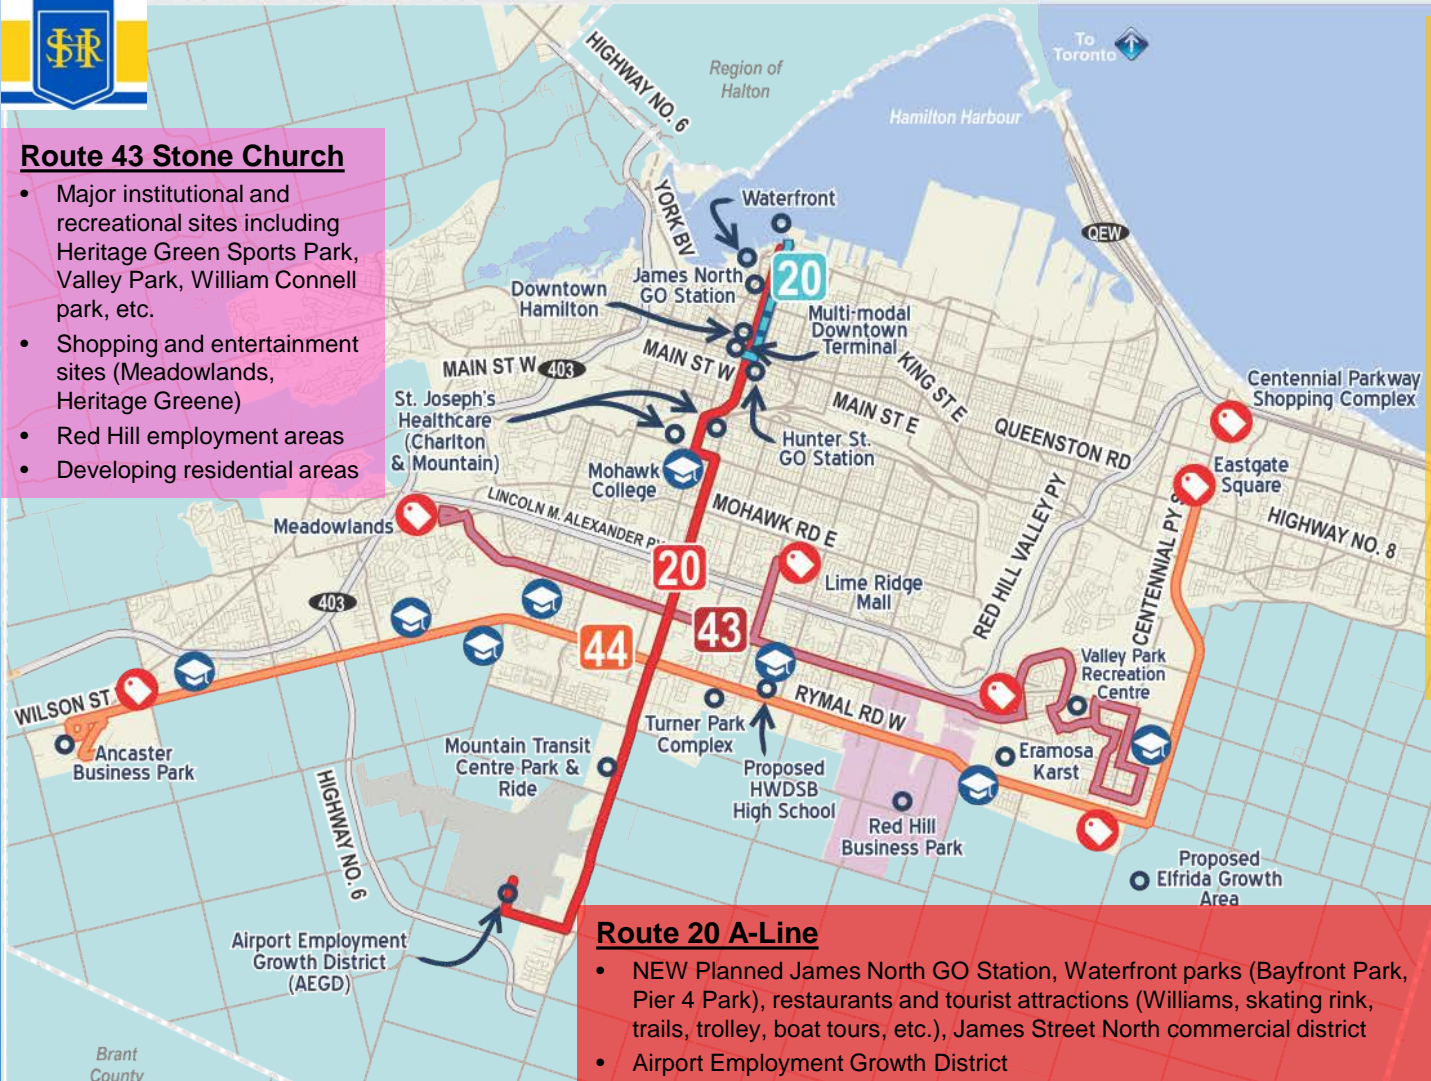 HSR
To
Toronto
Region of
Halton
Hamilton Harbour
HIGHWAY NO. 6
Route 43 Stone Church
• Major institutional and
recreational sites including
Heritage Green Sports Park,
Valley Park, William Connell
park, etc.
• Shopping and entertainment
sites (Meadowlands,
Heritage Greene)
• Red Hill employment areas
• Developing residential areas
YORK BV
Waterfront
QEW
James North
GO Station
20
Downtown
Hamilton
Multi-modal
Downtown
Terminal
MAIN ST W
403
MAIN ST W
KING ST E
MAIN ST E
QUEENSTON RD
Centennial Parkway
Shopping Complex
St. Joseph's
Healthcare
(Charlton
& Mountain)
Hunter St.
GO Station
Mohawk
College
Eastgate
Square
HIGHWAY NO. 8
Meadowlands
LINCOLN M. ALEXANDER PY
MOHAWK RD E
RED HILL VALLEY PY
CENTENNIAL PY S
20
Lime Ridge
Mall
403
43
44
Valley Park
Recreation
Centre
WILSON ST
RYMAL RD W
Turner Park
Complex
Ancaster
Business Park
Mountain Transit
Centre Park &
Ride
Eramosa
Karst
Proposed
HWDSB
High School
HIGHWAY NO. 6
Red Hill
Business Park
Proposed
Elfrida Growth
Area
Airport Employment
Growth District
(AEGD)
Route 20 A-Line
• NEW Planned James North GO Station, Waterfront parks (Bayfront Park,
Pier 4 Park), restaurants and tourist attractions (Williams, skating rink,
trails, trolley, boat tours, etc.), James Street North commercial district
• Airport Employment Growth District
Brant
County